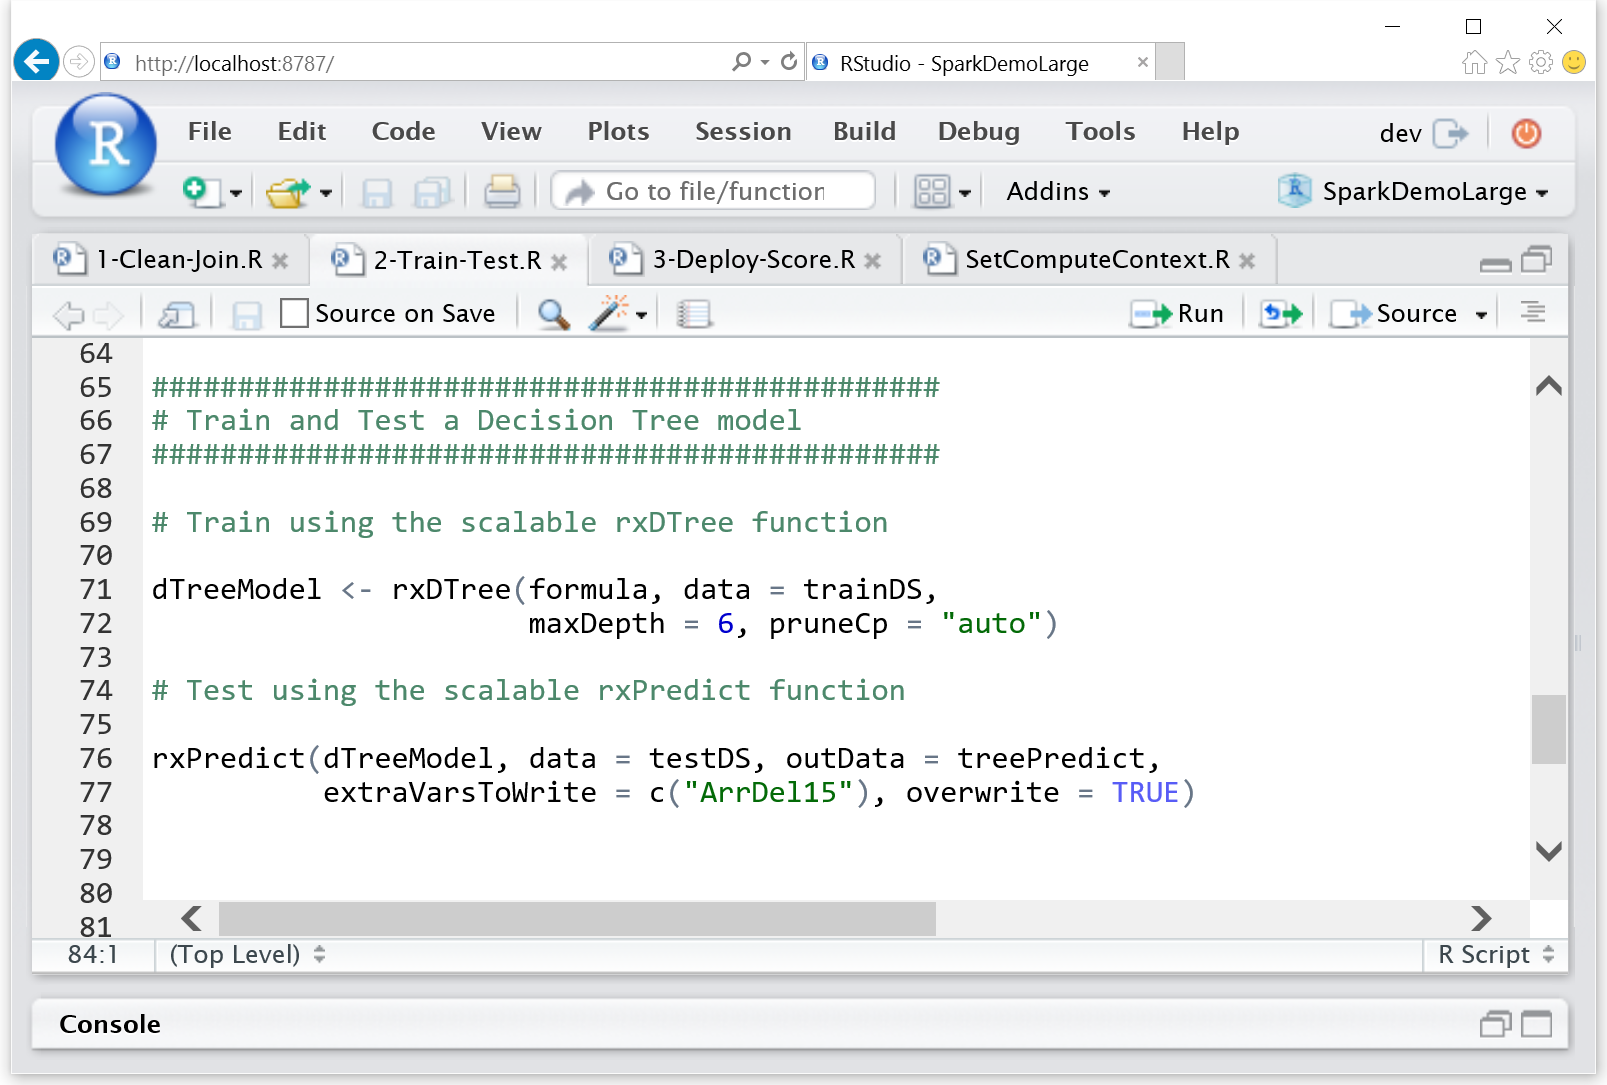 http://localhost:8787/
RStudio - SparkDemoLarge
R
File Edit Code View Plots Session Build Debug Tools Help dev
Go to file/function Addins SparkDemoLarge
1-Clean-Join.R 2-Train-Test.R 3-Deploy-Score.R SetComputeContext.R
Source on Save Run Source
64
65 ##############################################
66 # Train and Test a Decision Tree model
67 ##############################################
68
69 # Train using the scalable rxDTree function
70
71 dTreeModel <- rxDTree(formula, data = trainDS,
72 maxDepth = 6, pruneCp = "auto")
73
74 # Test using the scalable rxPredict function
75
76 rxPredict(dTreeModel, data = testDS, outData = treePredict,
77 extraVarsToWrite = c("ArrDel15"), overwrite = TRUE)
78
79
80
81
84:1 (Top Level) R Script
Console